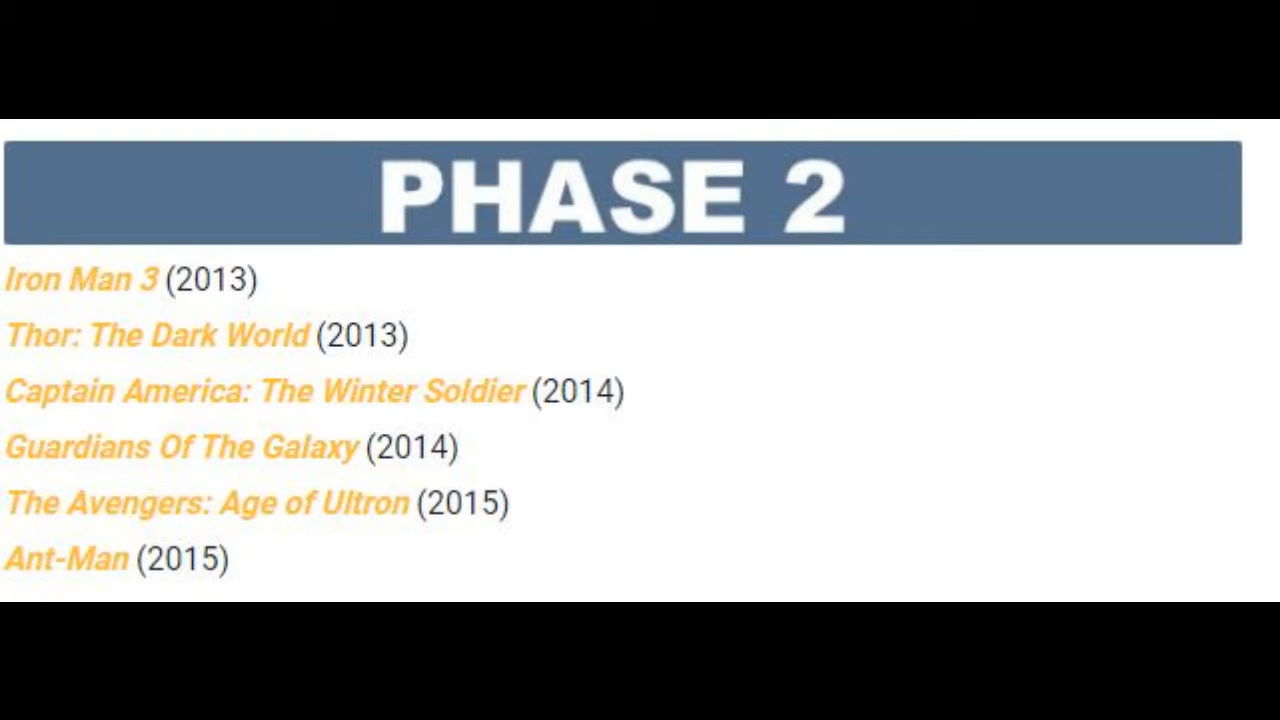 PHASE 2
Iron Man 3 (2013)
Thor: The Dark World (2013)
Captain America: The Winter Soldier (2014)
Guardians Of The Galaxy (2014)
The Avengers: Age of Ultron (2015)
Ant-Man (2015)